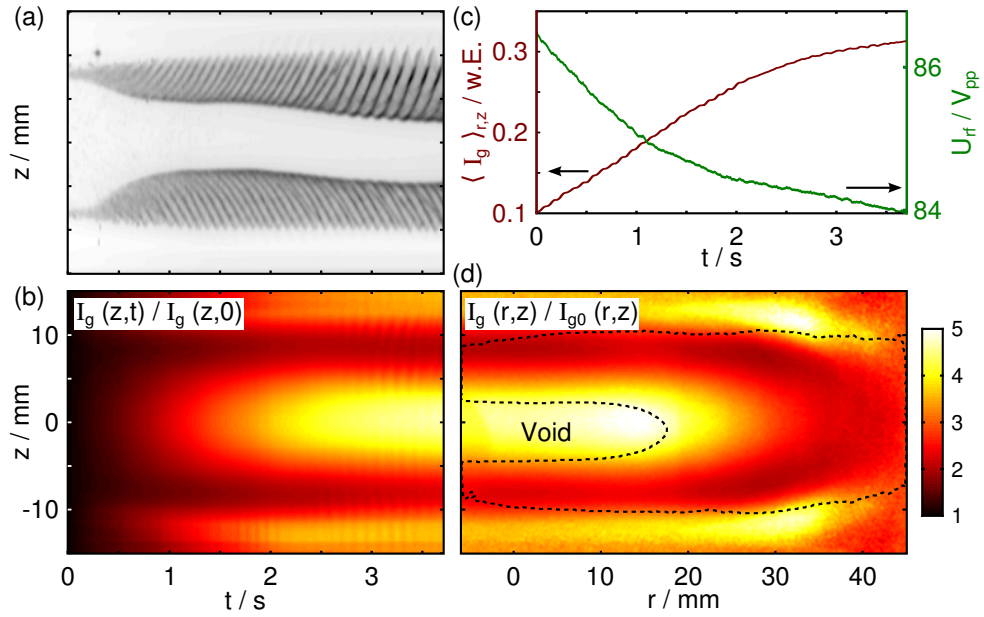 (a)
z / mm
(b)
I_g (z,t) / I_g (z,0)
z / mm
10
0
-10
0
1
2
3
t / s
(c)
⟨ I_g ⟩_r,z / w.E.
0.3
0.2
0.1
0
1
2
3
t / s
86
84
U_rf / V_pp
(d)
I_g (r,z) / I_g0 (r,z)
Void
0
10
20
30
40
r / mm
5
4
3
2
1